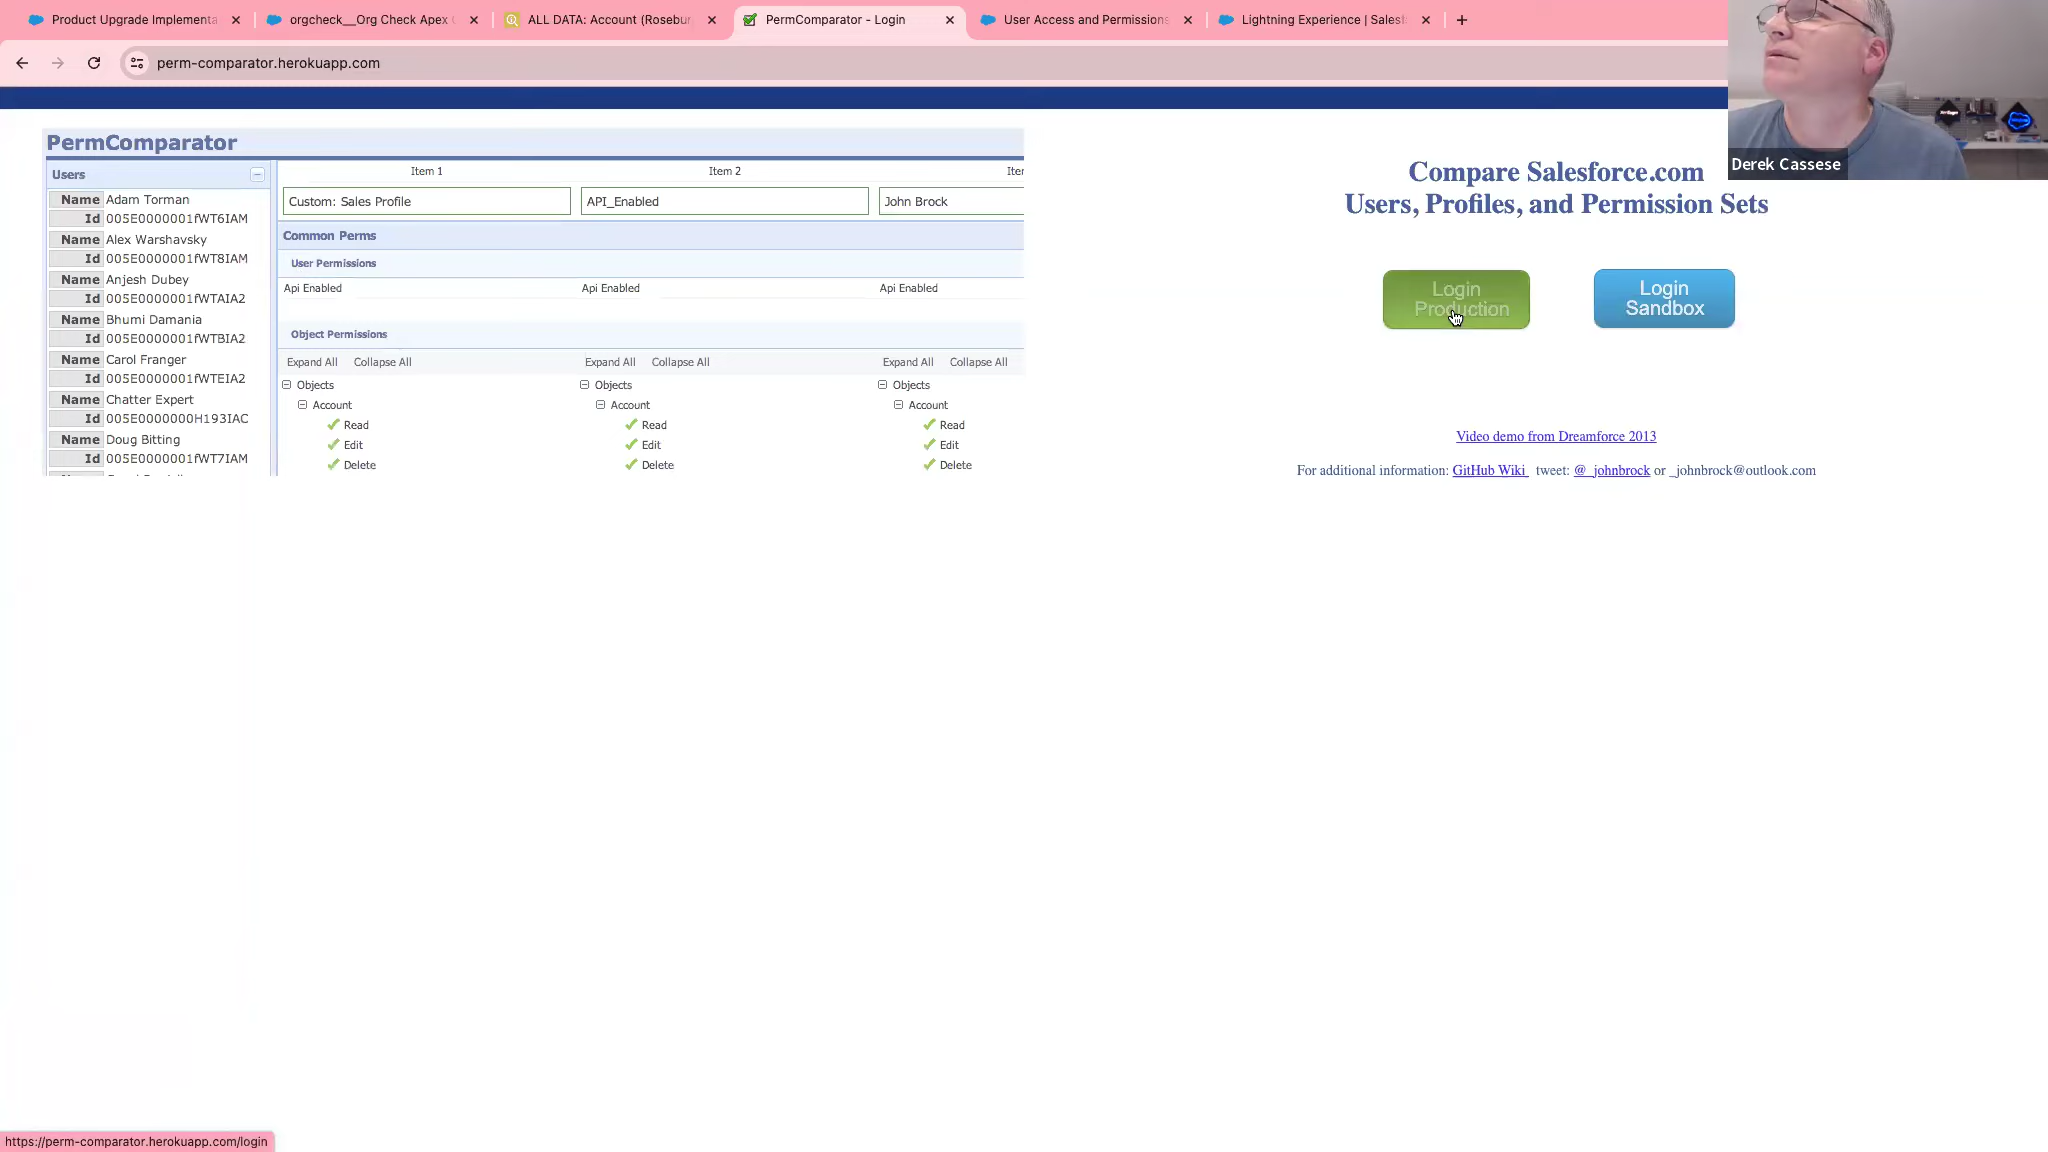 Product Upgrade Implementa
orgcheck__Org Check Apex
ALL DATA: Account (Rosebur
PermComparator - Login
User Access and Permissions
Lightning Experience | Salesf
perm-comparator.herokuapp.com
Derek Cassese
PermComparator
Users
Name Adam Torman
Id 005E0000001fWT6IAM
Name Alex Warshavsky
Id 005E0000001fWT8IAM
Name Anjesh Dubey
Id 005E0000001fWTAIA2
Name Bhumi Damania
Id 005E0000001fWTBIA2
Name Carol Franger
Id 005E0000001fWTEIA2
Name Chatter Expert
Id 005E0000000H193IAC
Name Doug Bitting
Id 005E0000001fWT7IAM
Item 1 Item 2 Iter
Custom: Sales Profile API_Enabled John Brock
Common Perms
User Permissions
Api Enabled Api Enabled Api Enabled
Object Permissions
Expand All Collapse All Expand All Collapse All Expand All Collapse All
Objects Objects Objects
Account Account Account
Read Read Read
Edit Edit Edit
Delete Delete Delete
Compare Salesforce.com
Users, Profiles, and Permission Sets
Login
Production
Login
Sandbox
Video demo from Dreamforce 2013
For additional information: GitHub Wiki tweet: @_johnbrock or _johnbrock@outlook.com
https://perm-comparator.herokuapp.com/login